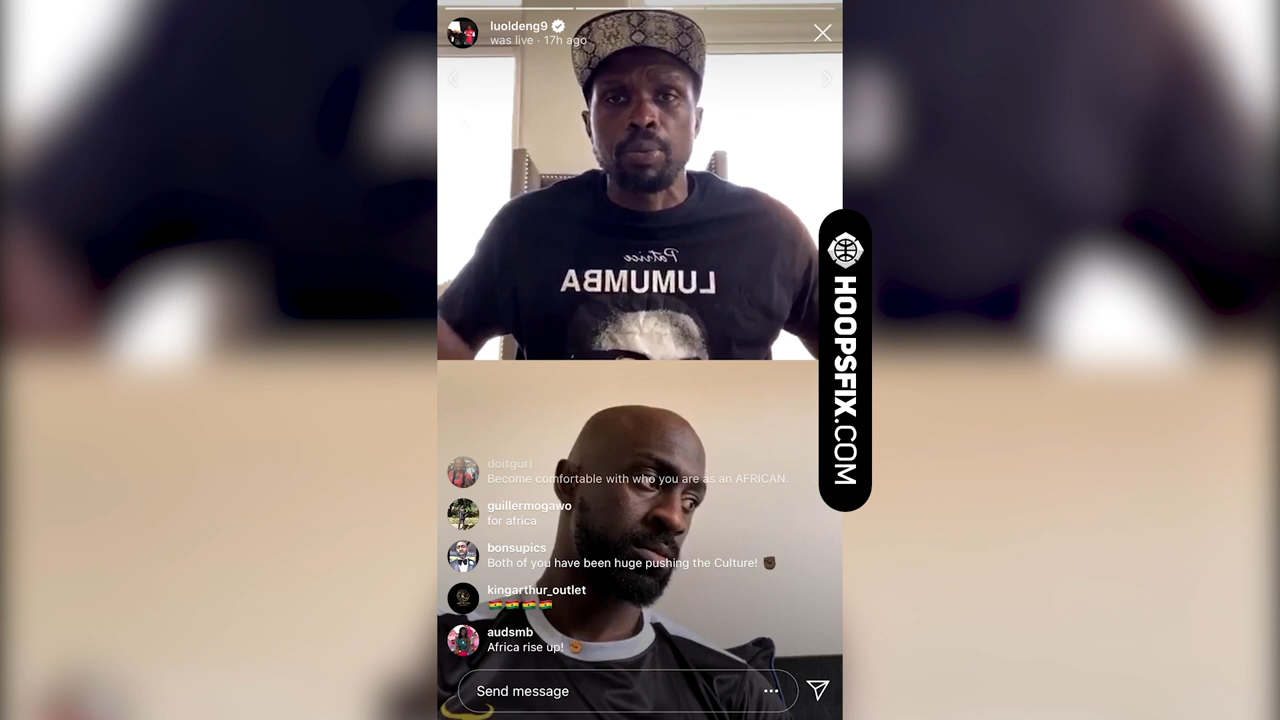 luoldeng9
was live · 17h ago
Patrice
LUMUMBA
HOOPSFIX.COM
doitgurl
Become comfortable with who you are as an AFRICAN.
guillermogawo
for africa
bonsupics
Both of you have been huge pushing the Culture! ✊🏿
kingarthur_outlet
🇬🇭🇬🇭🇬🇭🇬🇭
audsmb
Africa rise up! ✊🏾
Send message